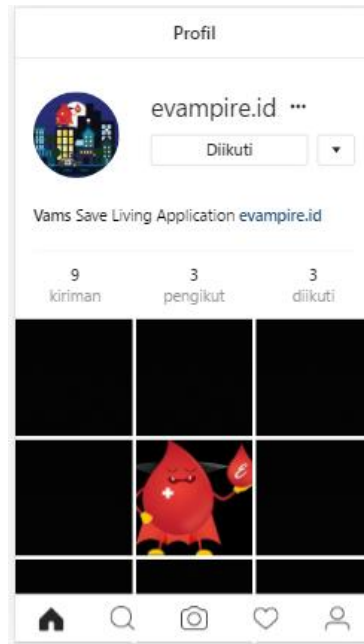 Profil
evampire.id
Diikuti
Vams Save Living Application evampire.id
9 3 3
kiriman pengikut diikuti
E